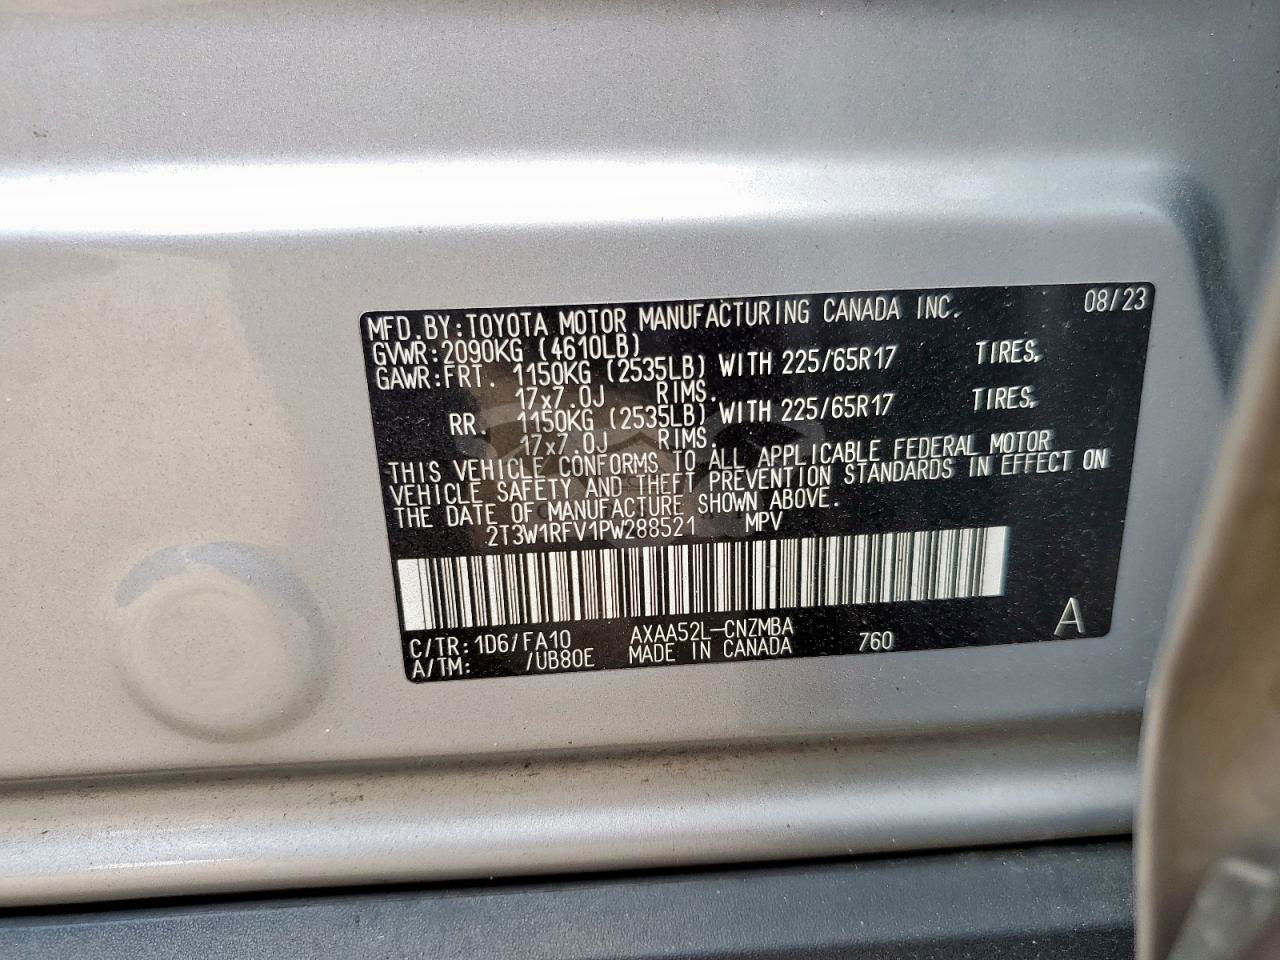 MFD.BY:TOYOTA MOTOR MANUFACTURING CANADA INC. 08/23
GVWR:2090KG (4610LB)
GAWR:FRT. 1150KG (2535LB) WITH 225/65R17 TIRES,
17x7.0J RIMS.
RR. 1150KG (2535LB) WITH 225/65R17 TIRES,
17x7.0J RIMS.
THIS VEHICLE CONFORMS TO ALL APPLICABLE FEDERAL MOTOR
VEHICLE SAFETY AND THEFT PREVENTION STANDARDS IN EFFECT ON
THE DATE OF MANUFACTURE SHOWN ABOVE.
2T3W1RFV1PW288521 MPV
C/TR:1D6/FA10 AXAA52L-CNZMBA A
A/TM: /UB80E MADE IN CANADA 760